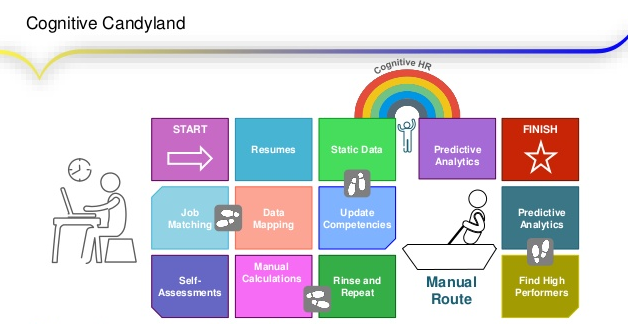 Cognitive Candyland
Cognitive HR
START
Resumes
Static Data
Predictive
Analytics
FINISH
Job
Matching
Data
Mapping
Update
Competencies
Predictive
Analytics
Self-
Assessments
Manual
Calculations
Rinse and
Repeat
Manual
Route
Find High
Performers